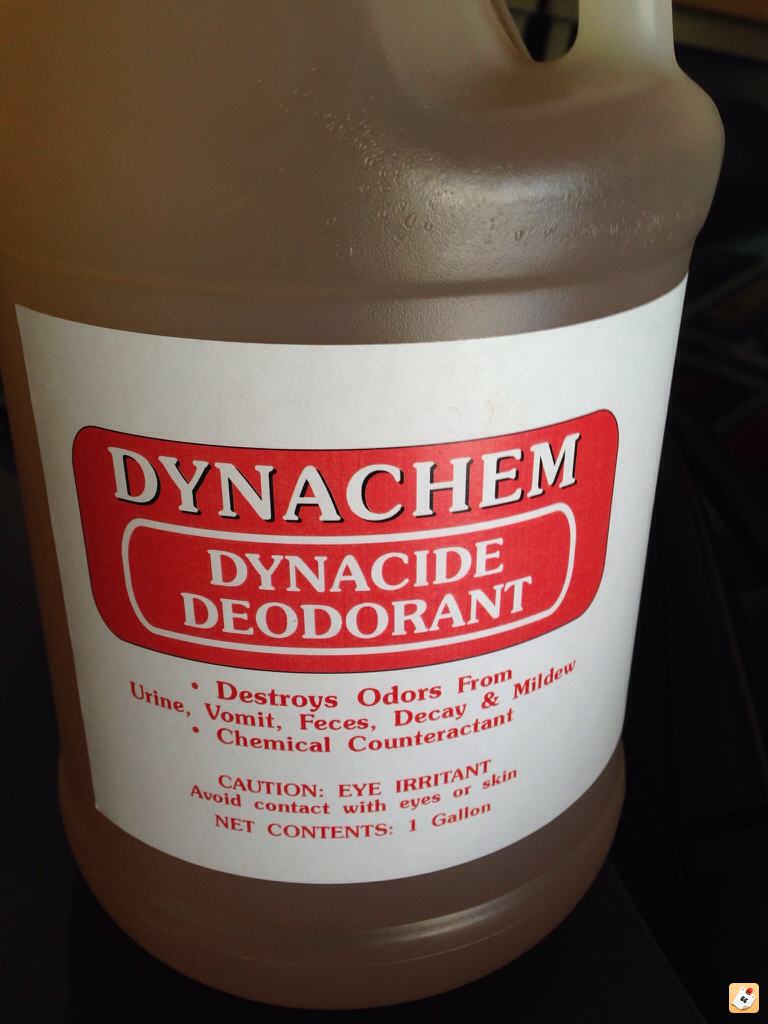 DYNACHEM
DYNACIDE
DEODORANT
• Destroys Odors From
Urine, Vomit, Feces, Decay & Mildew
• Chemical Counteractant
CAUTION: EYE IRRITANT
Avoid contact with eyes or skin
NET CONTENTS: 1 Gallon